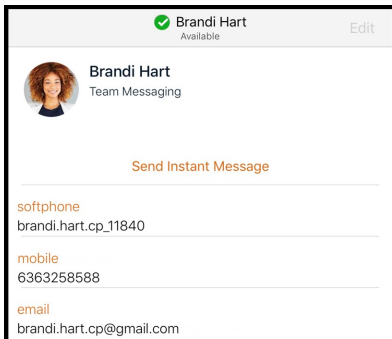 Brandi Hart
Available
Edit
Brandi Hart
Team Messaging
Send Instant Message
softphone
brandi.hart.cp_11840
mobile
6363258588
email
brandi.hart.cp@gmail.com